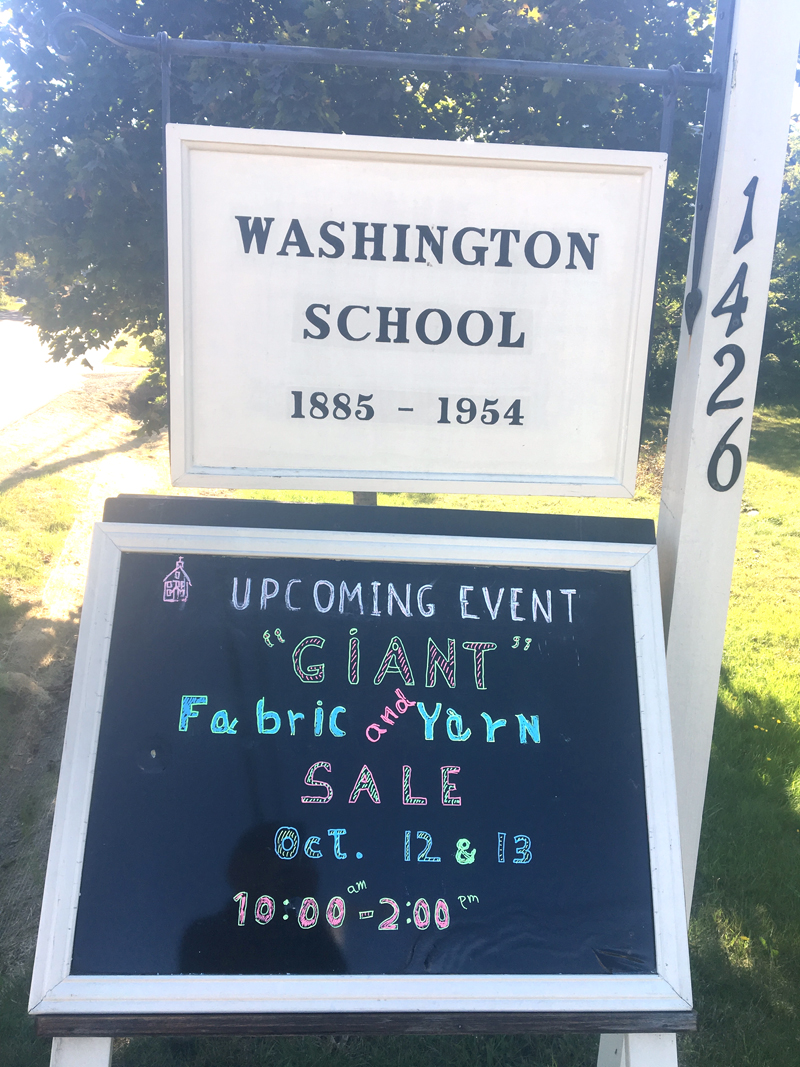 WASHINGTON
SCHOOL
1885 - 1954
1426
UPCOMING EVENT
"GIANT"
Fabric and Yarn
SALE
Oct. 12 & 13
10:00 am - 2:00 pm